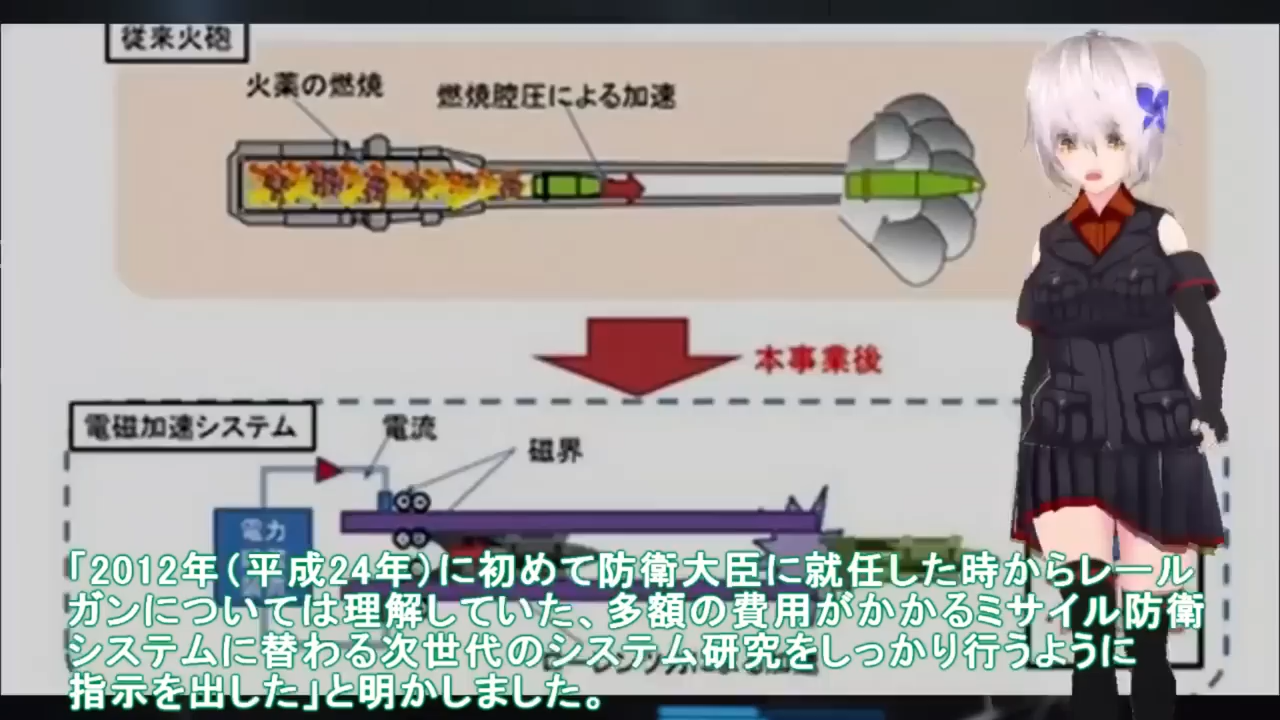 従来火砲
火薬の燃焼
燃焼腔圧による加速
本事業後
電磁加速システム
電流
磁界
電力
「2012年（平成24年）に初めて防衛大臣に就任した時からレール
ガンについては理解していた、多額の費用がかかるミサイル防衛
システムに替わる次世代のシステム研究をしっかり行うように
指示を出した」と明かしました。